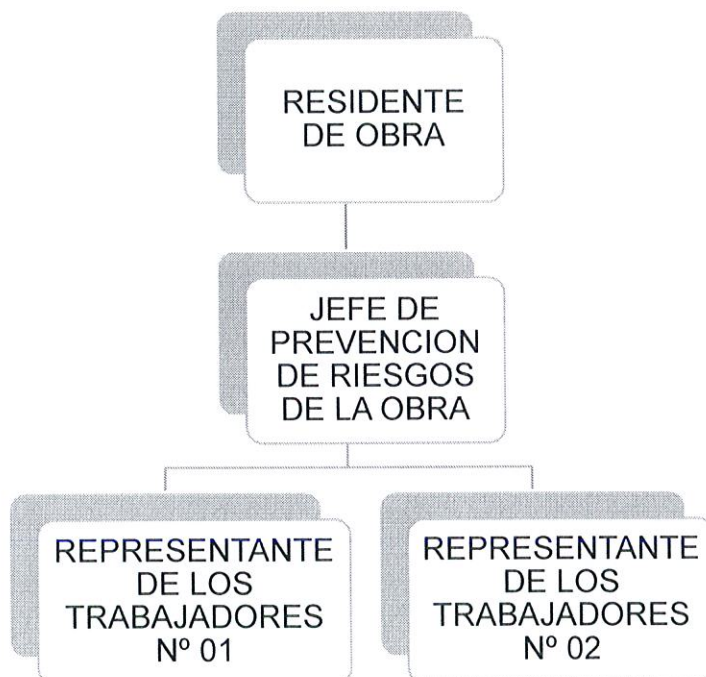 RESIDENTE
DE OBRA
JEFE DE
PREVENCION
DE RIESGOS
DE LA OBRA
REPRESENTANTE
DE LOS
TRABAJADORES
Nº 01
REPRESENTANTE
DE LOS
TRABAJADORES
Nº 02